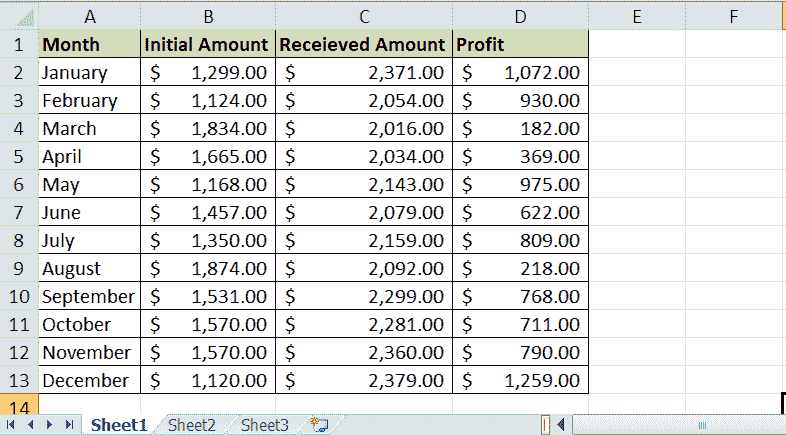 A B C D E F
1 Month Initial Amount Receieved Amount Profit
2 January $ 1,299.00 $ 2,371.00 $ 1,072.00
3 February $ 1,124.00 $ 2,054.00 $ 930.00
4 March $ 1,834.00 $ 2,016.00 $ 182.00
5 April $ 1,665.00 $ 2,034.00 $ 369.00
6 May $ 1,168.00 $ 2,143.00 $ 975.00
7 June $ 1,457.00 $ 2,079.00 $ 622.00
8 July $ 1,350.00 $ 2,159.00 $ 809.00
9 August $ 1,874.00 $ 2,092.00 $ 218.00
10 September $ 1,531.00 $ 2,299.00 $ 768.00
11 October $ 1,570.00 $ 2,281.00 $ 711.00
12 November $ 1,570.00 $ 2,360.00 $ 790.00
13 December $ 1,120.00 $ 2,379.00 $ 1,259.00
14
Sheet1 Sheet2 Sheet3